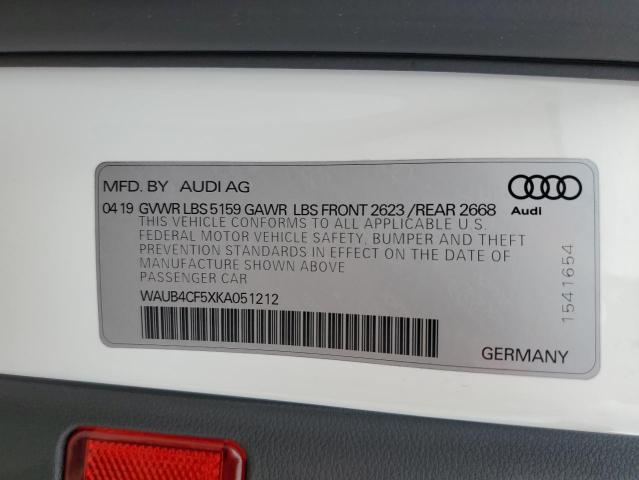 MFD. BY AUDI AG
04 19 GVWR LBS 5159 GAWR LBS FRONT 2623 /REAR 2668
Audi
THIS VEHICLE CONFORMS TO ALL APPLICABLE U.S.
FEDERAL MOTOR VEHICLE SAFETY, BUMPER AND THEFT
PREVENTION STANDARDS IN EFFECT ON THE DATE OF
MANUFACTURE SHOWN ABOVE
PASSENGER CAR
WAUB4CF5XKA051212
1541654
GERMANY